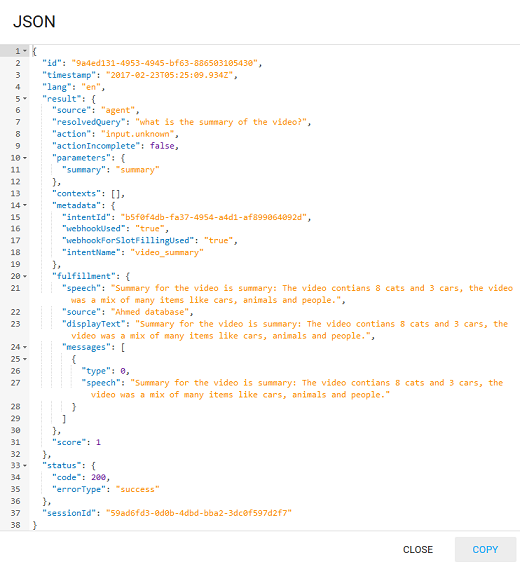 JSON
1 {
2 "id": "9a4ed131-4953-4945-bf63-886503105430",
3 "timestamp": "2017-02-23T05:25:09.934Z",
4 "lang": "en",
5 "result": {
6 "source": "agent",
7 "resolvedQuery": "what is the summary of the video?",
8 "action": "input.unknown",
9 "actionIncomplete": false,
10 "parameters": {
11 "summary": "summary"
12 },
13 "contexts": [],
14 "metadata": {
15 "intentId": "b5f0f4db-fa37-4954-a4d1-af899064092d",
16 "webhookUsed": "true",
17 "webhookForSlotFillingUsed": "true",
18 "intentName": "video_summary"
19 },
20 "fulfillment": {
21 "speech": "Summary for the video is summary: The video contians 8 cats and 3 cars, the video
was a mix of many items like cars, animals and people.",
22 "source": "Ahmed database",
23 "displayText": "Summary for the video is summary: The video contians 8 cats and 3 cars, the
video was a mix of many items like cars, animals and people.",
24 "messages": [
25 {
26 "type": 0,
27 "speech": "Summary for the video is summary: The video contians 8 cats and 3 cars, the
video was a mix of many items like cars, animals and people."
28 }
29 ]
30 },
31 "score": 1
32 },
33 "status": {
34 "code": 200,
35 "errorType": "success"
36 },
37 "sessionId": "59ad6fd3-0d0b-4dbd-bba2-3dc0f597d2f7"
38 }
CLOSE COPY